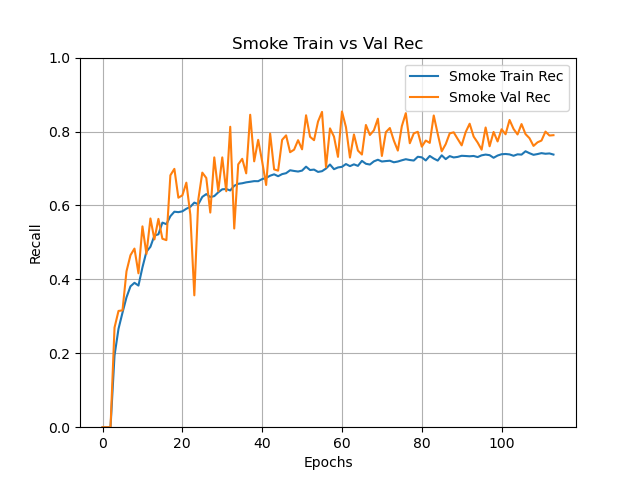 Smoke Train vs Val Rec
1.0
Smoke Train Rec
Smoke Val Rec
0.8
0.6
Recall
0.4
0.2
0.0
0 20 40 60 80 100
Epochs